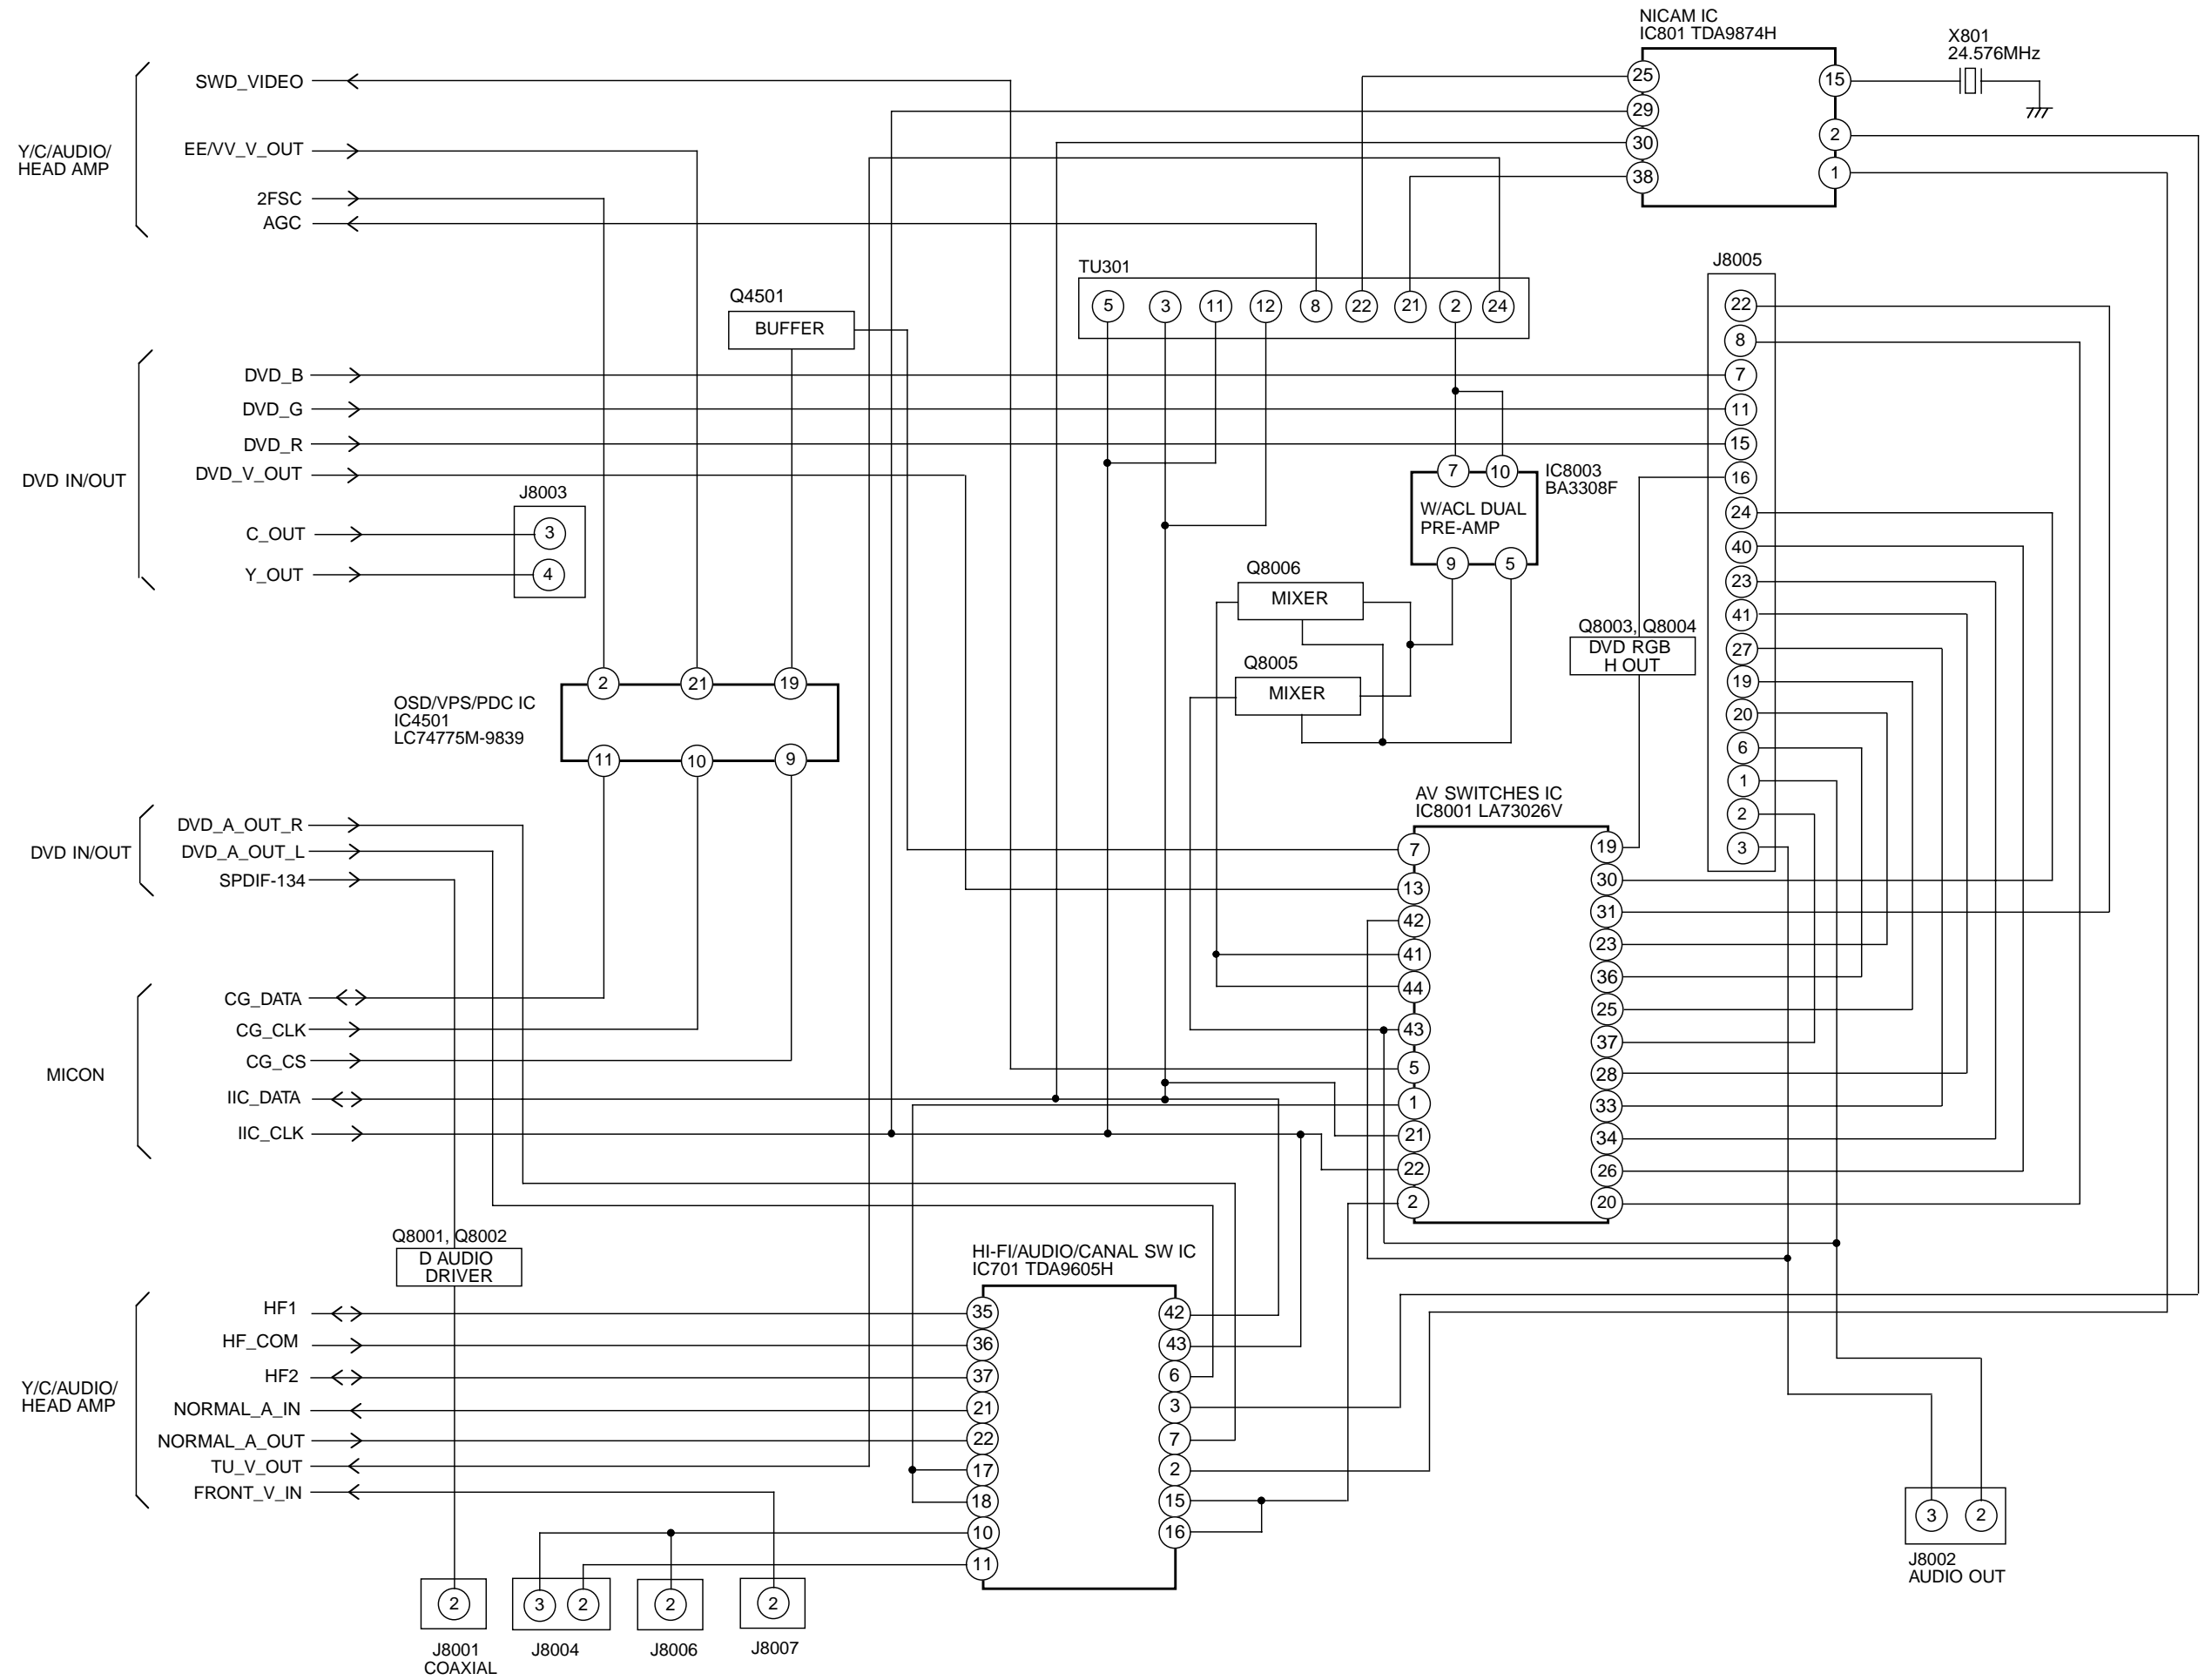 NICAM IC
IC801 TDA9874H
X801
24.576MHz
25
29
30
38
15
2
1
Y/C/AUDIO/
HEAD AMP
SWD_VIDEO
EE/VV_V_OUT
2FSC
AGC
TU301
5
3
11
12
8
22
21
2
24
Q4501
BUFFER
J8005
22
8
7
11
15
16
24
40
23
41
27
19
20
6
1
2
3
DVD IN/OUT
DVD_B
DVD_G
DVD_R
DVD_V_OUT
C_OUT
Y_OUT
J8003
3
4
IC8003
BA3308F
7
10
W/ACL DUAL
PRE-AMP
9
5
Q8006
MIXER
Q8005
MIXER
Q8003, Q8004
DVD RGB
H OUT
OSD/VPS/PDC IC
IC4501
LC74775M-9839
2
21
19
11
10
9
AV SWITCHES IC
IC8001 LA73026V
7
13
42
41
44
43
5
1
21
22
2
19
30
31
23
36
25
37
28
33
34
26
20
DVD IN/OUT
DVD_A_OUT_R
DVD_A_OUT_L
SPDIF-134
MICON
CG_DATA
CG_CLK
CG_CS
IIC_DATA
IIC_CLK
Q8001, Q8002
D AUDIO
DRIVER
HI-FI/AUDIO/CANAL SW IC
IC701 TDA9605H
35
36
37
21
22
17
18
10
11
42
43
6
3
7
2
15
16
Y/C/AUDIO/
HEAD AMP
HF1
HF_COM
HF2
NORMAL_A_IN
NORMAL_A_OUT
TU_V_OUT
FRONT_V_IN
2
J8001
COAXIAL
3
2
J8004
2
J8006
2
J8007
3
2
J8002
AUDIO OUT